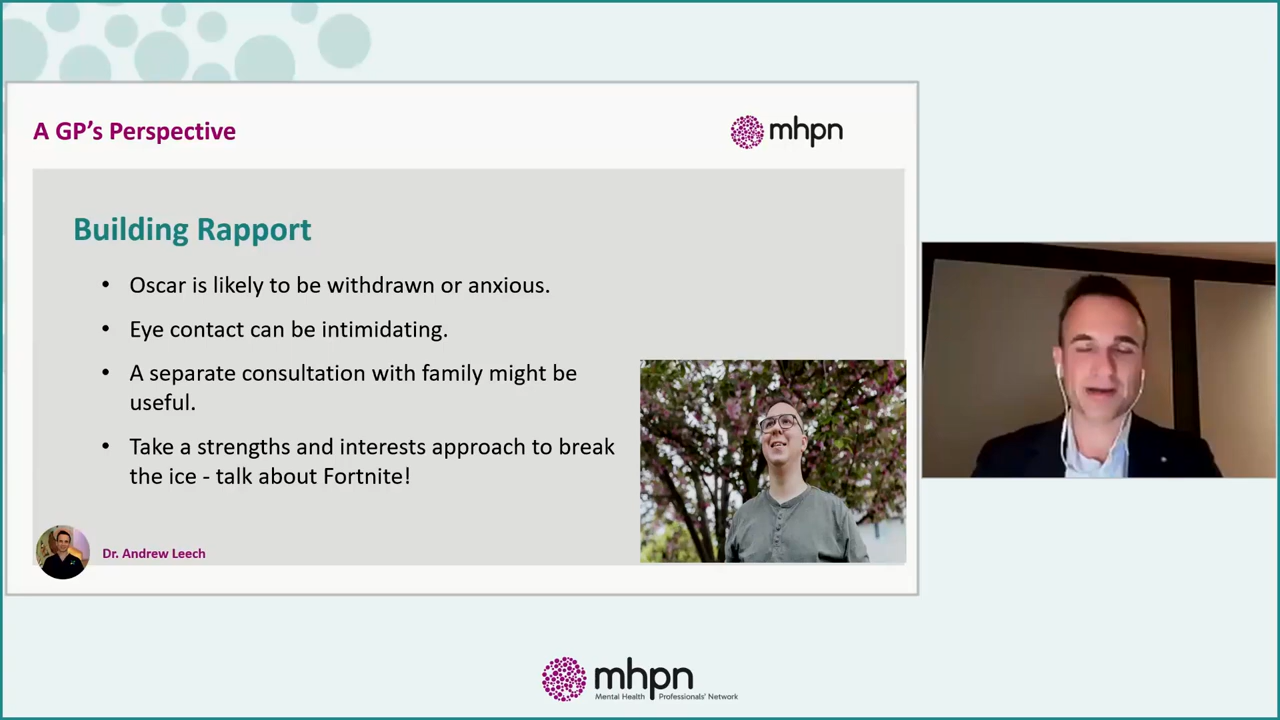 A GP's Perspective
mhpn
Building Rapport
• Oscar is likely to be withdrawn or anxious.
• Eye contact can be intimidating.
• A separate consultation with family might be
useful.
• Take a strengths and interests approach to break
the ice - talk about Fortnite!
Dr. Andrew Leech
mhpn
Mental Health Professionals' Network